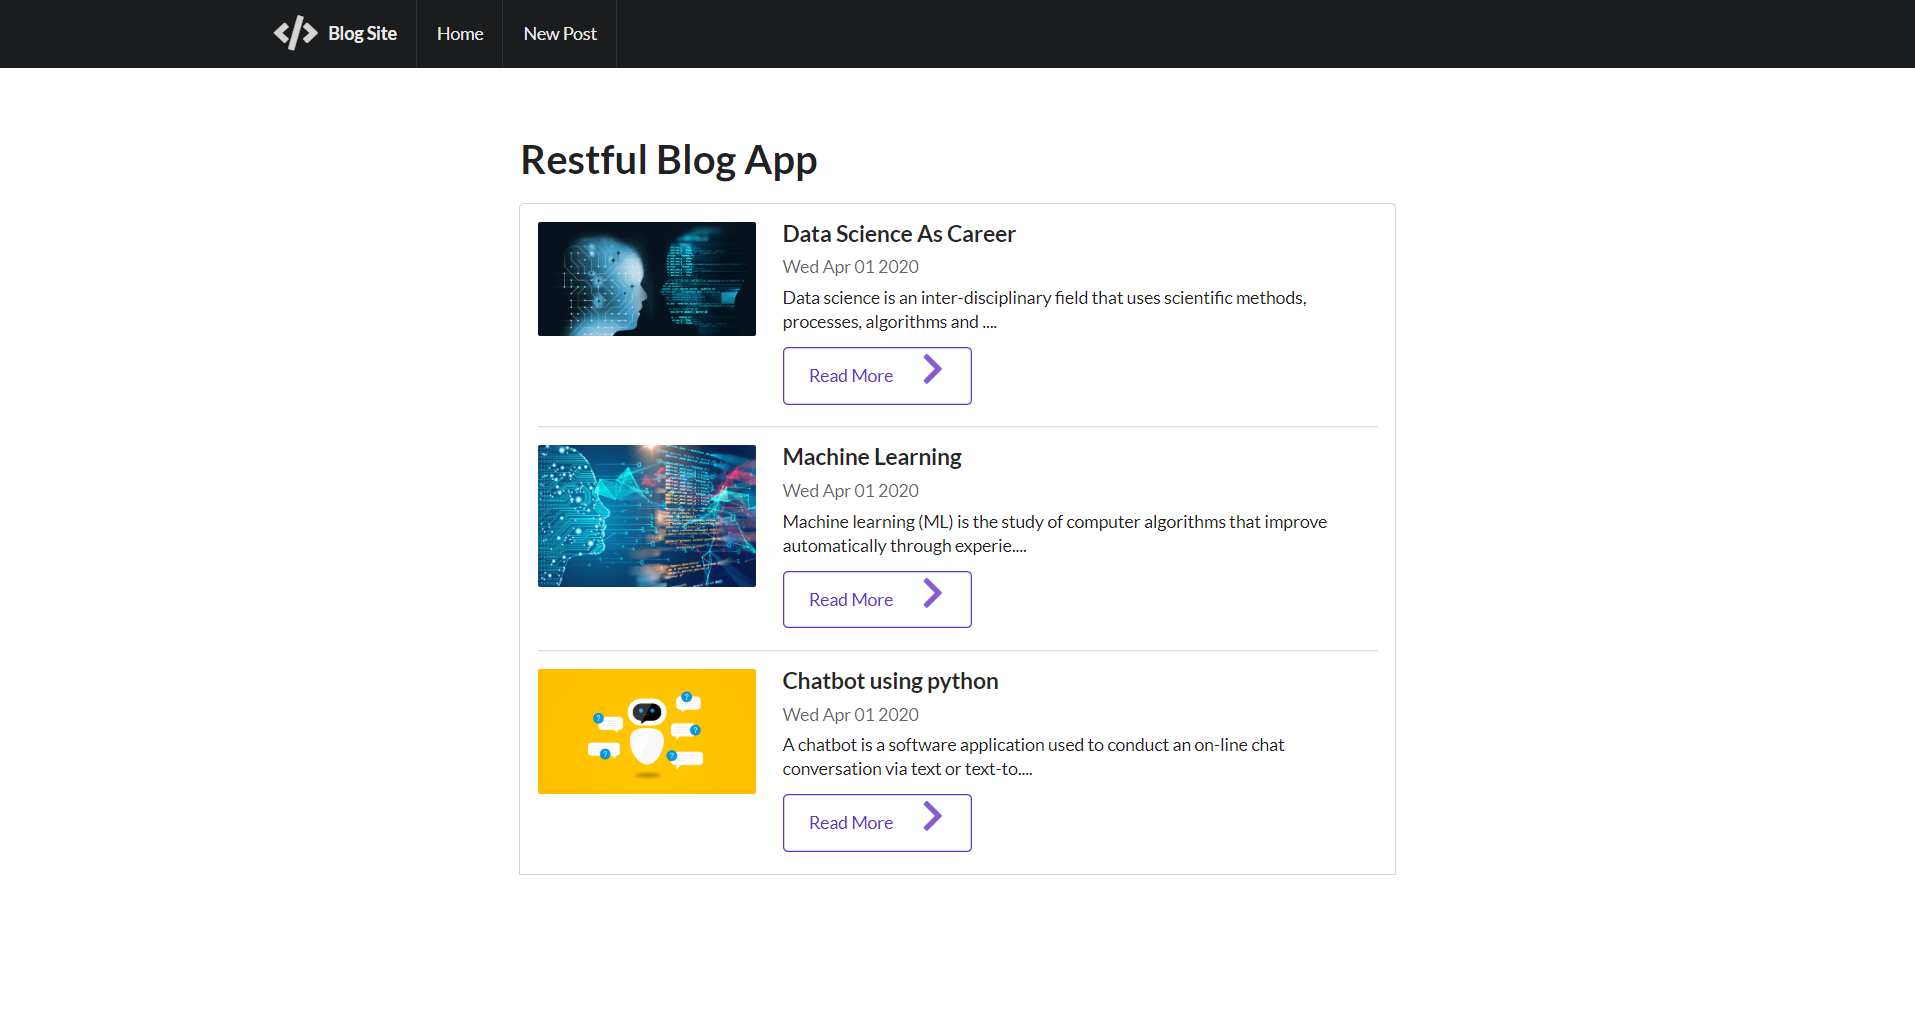 Blog Site
Home
New Post
Restful Blog App
Data Science As Career
Wed Apr 01 2020
Data science is an inter-disciplinary field that uses scientific methods,
processes, algorithms and ....
Read More
Machine Learning
Wed Apr 01 2020
Machine learning (ML) is the study of computer algorithms that improve
automatically through experie....
Read More
Chatbot using python
Wed Apr 01 2020
A chatbot is a software application used to conduct an on-line chat
conversation via text or text-to....
Read More